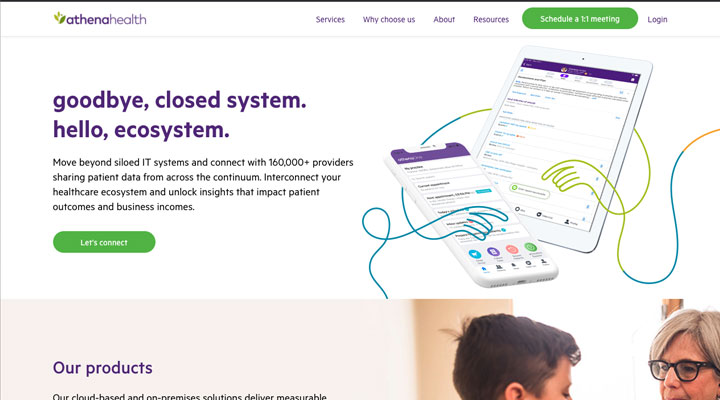 athenahealth
Services Why choose us About Resources Schedule a 1:1 meeting Login
goodbye, closed system.
hello, ecosystem.
Move beyond siloed IT systems and connect with 160,000+ providers
sharing patient data from across the continuum. Interconnect your
healthcare ecosystem and unlock insights that impact patient
outcomes and business incomes.
Let's connect
Our products
Our cloud-based and on-premises solutions deliver measurable